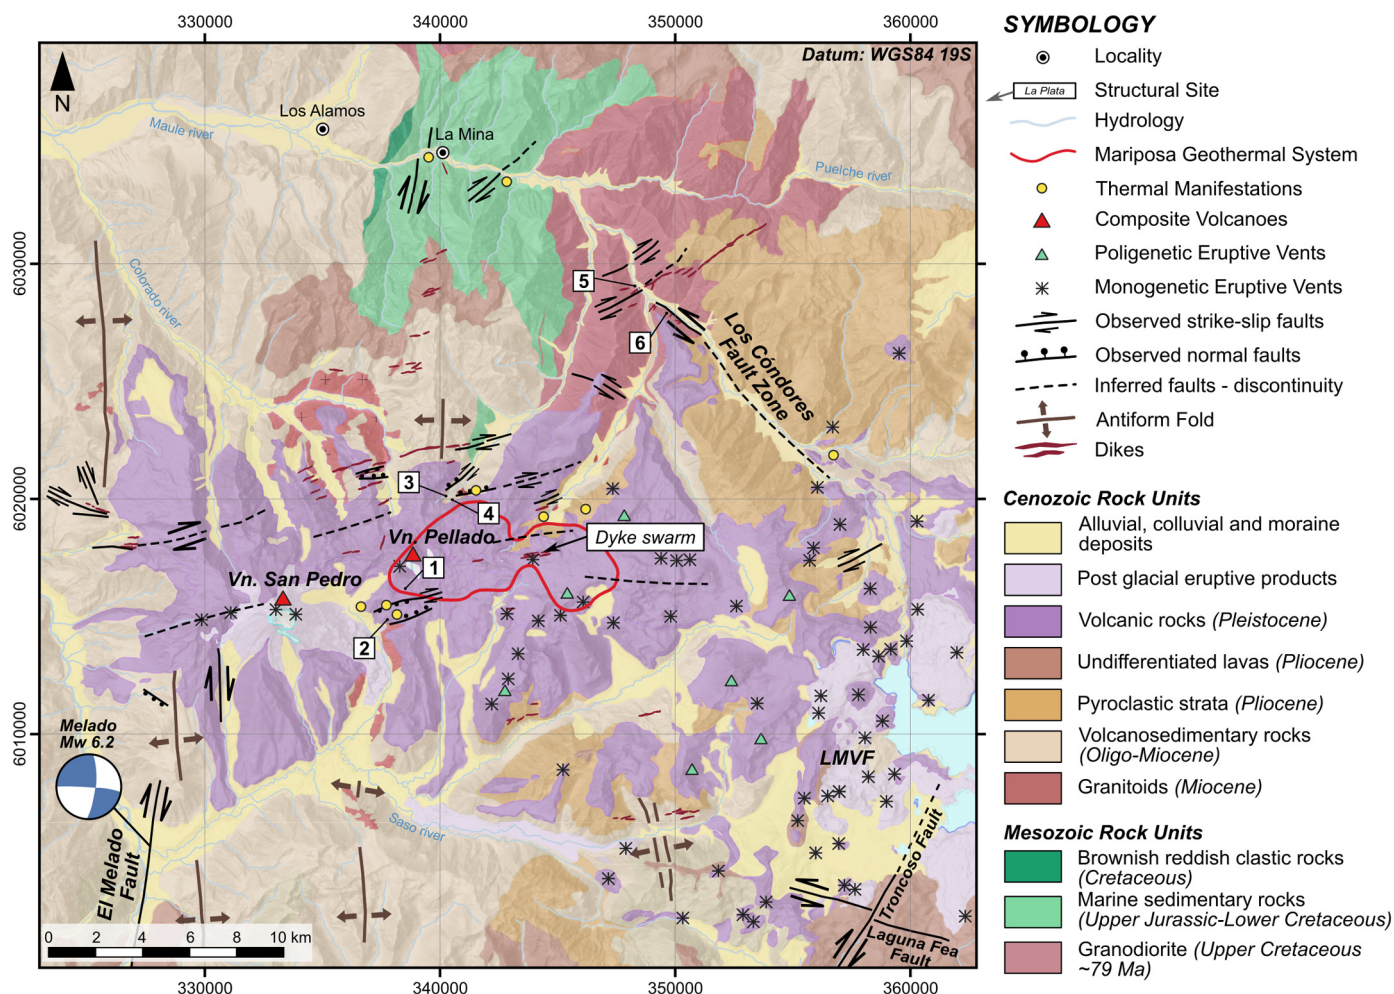 330000
340000
350000
360000
Datum: WGS84 19S
N
Los Alamos
La Mina
Maule river
Puelche river
6030000
Colorado river
5
6
Los Cóndores
Fault Zone
3
4
6020000
Vn. Pellado
Dyke swarm
1
Vn. San Pedro
2
6010000
Melado
Mw 6.2
LMVF
El Melado
Fault
Saso river
Troncoso Fault
Laguna Fea
Fault
0 2 4 6 8 10 km
330000
340000
350000
360000
SYMBOLOGY
Locality
La Plata
Structural Site
Hydrology
Mariposa Geothermal System
Thermal Manifestations
Composite Volcanoes
Poligenetic Eruptive Vents
Monogenetic Eruptive Vents
Observed strike-slip faults
Observed normal faults
Inferred faults - discontinuity
Antiform Fold
Dikes
Cenozoic Rock Units
Alluvial, colluvial and moraine
deposits
Post glacial eruptive products
Volcanic rocks (Pleistocene)
Undifferentiated lavas (Pliocene)
Pyroclastic strata (Pliocene)
Volcanosedimentary rocks
(Oligo-Miocene)
Granitoids (Miocene)
Mesozoic Rock Units
Brownish reddish clastic rocks
(Cretaceous)
Marine sedimentary rocks
(Upper Jurassic-Lower Cretaceous)
Granodiorite (Upper Cretaceous
~79 Ma)